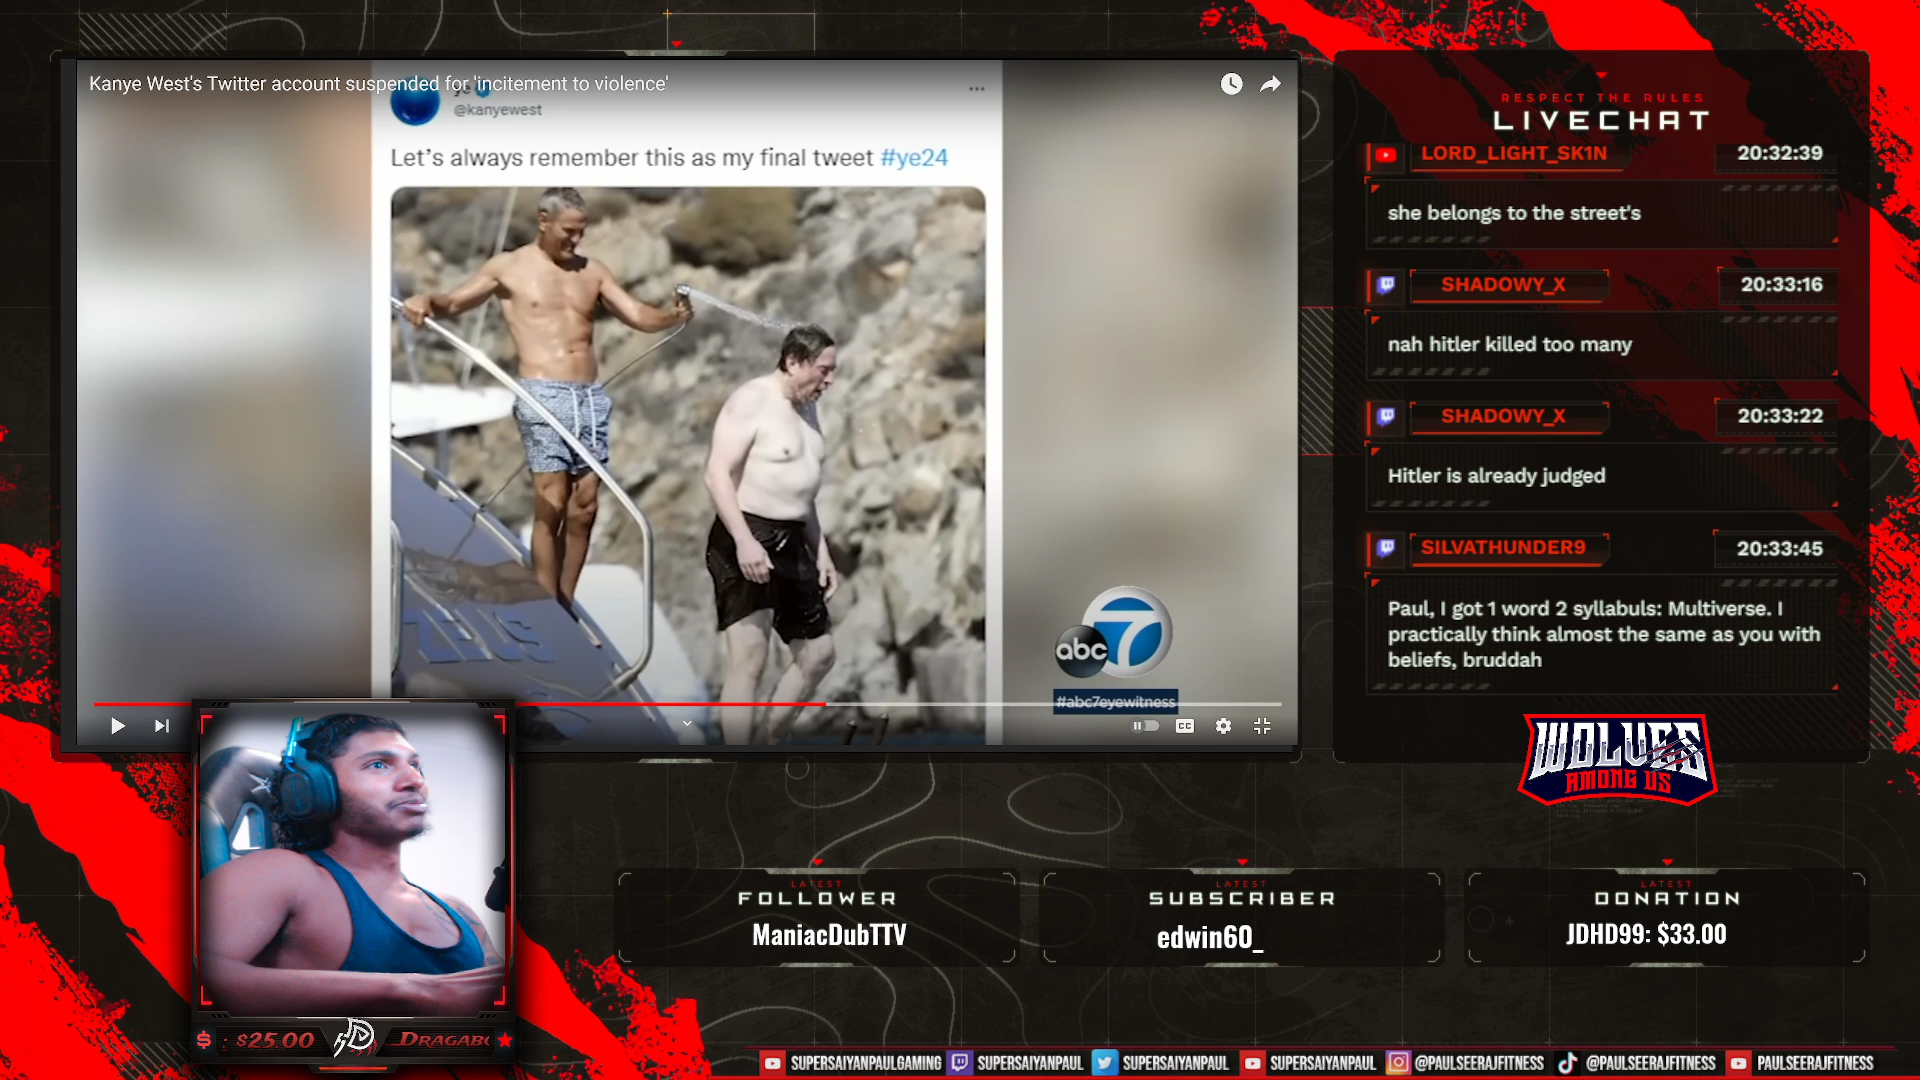 Kanye West's Twitter account suspended for 'incitement to violence'
ye
@kanyewest
Let's always remember this as my final tweet #ye24
abc 7
#abc7eyewitness
CC
RESPECT THE RULES
LIVECHAT
LORD_LIGHT_SK1N 20:32:39
she belongs to the street's
SHADOWY_X 20:33:16
nah hitler killed too many
SHADOWY_X 20:33:22
Hitler is already judged
SILVATHUNDER9 20:33:45
Paul, I got 1 word 2 syllabuls: Multiverse. I
practically think almost the same as you with
beliefs, bruddah
WOLVES
AMONG US
LATEST
FOLLOWER
ManiacDubTTV
LATEST
SUBSCRIBER
edwin60_
LATEST
DONATION
JDHD99: $33.00
$ : $25.00 DRAGAB
SUPERSAIYANPAULGAMING SUPERSAIYANPAUL SUPERSAIYANPAUL SUPERSAIYANPAUL @PAULSEERAJFITNESS @PAULSEERAJFITNESS PAULSEERAJFITNESS